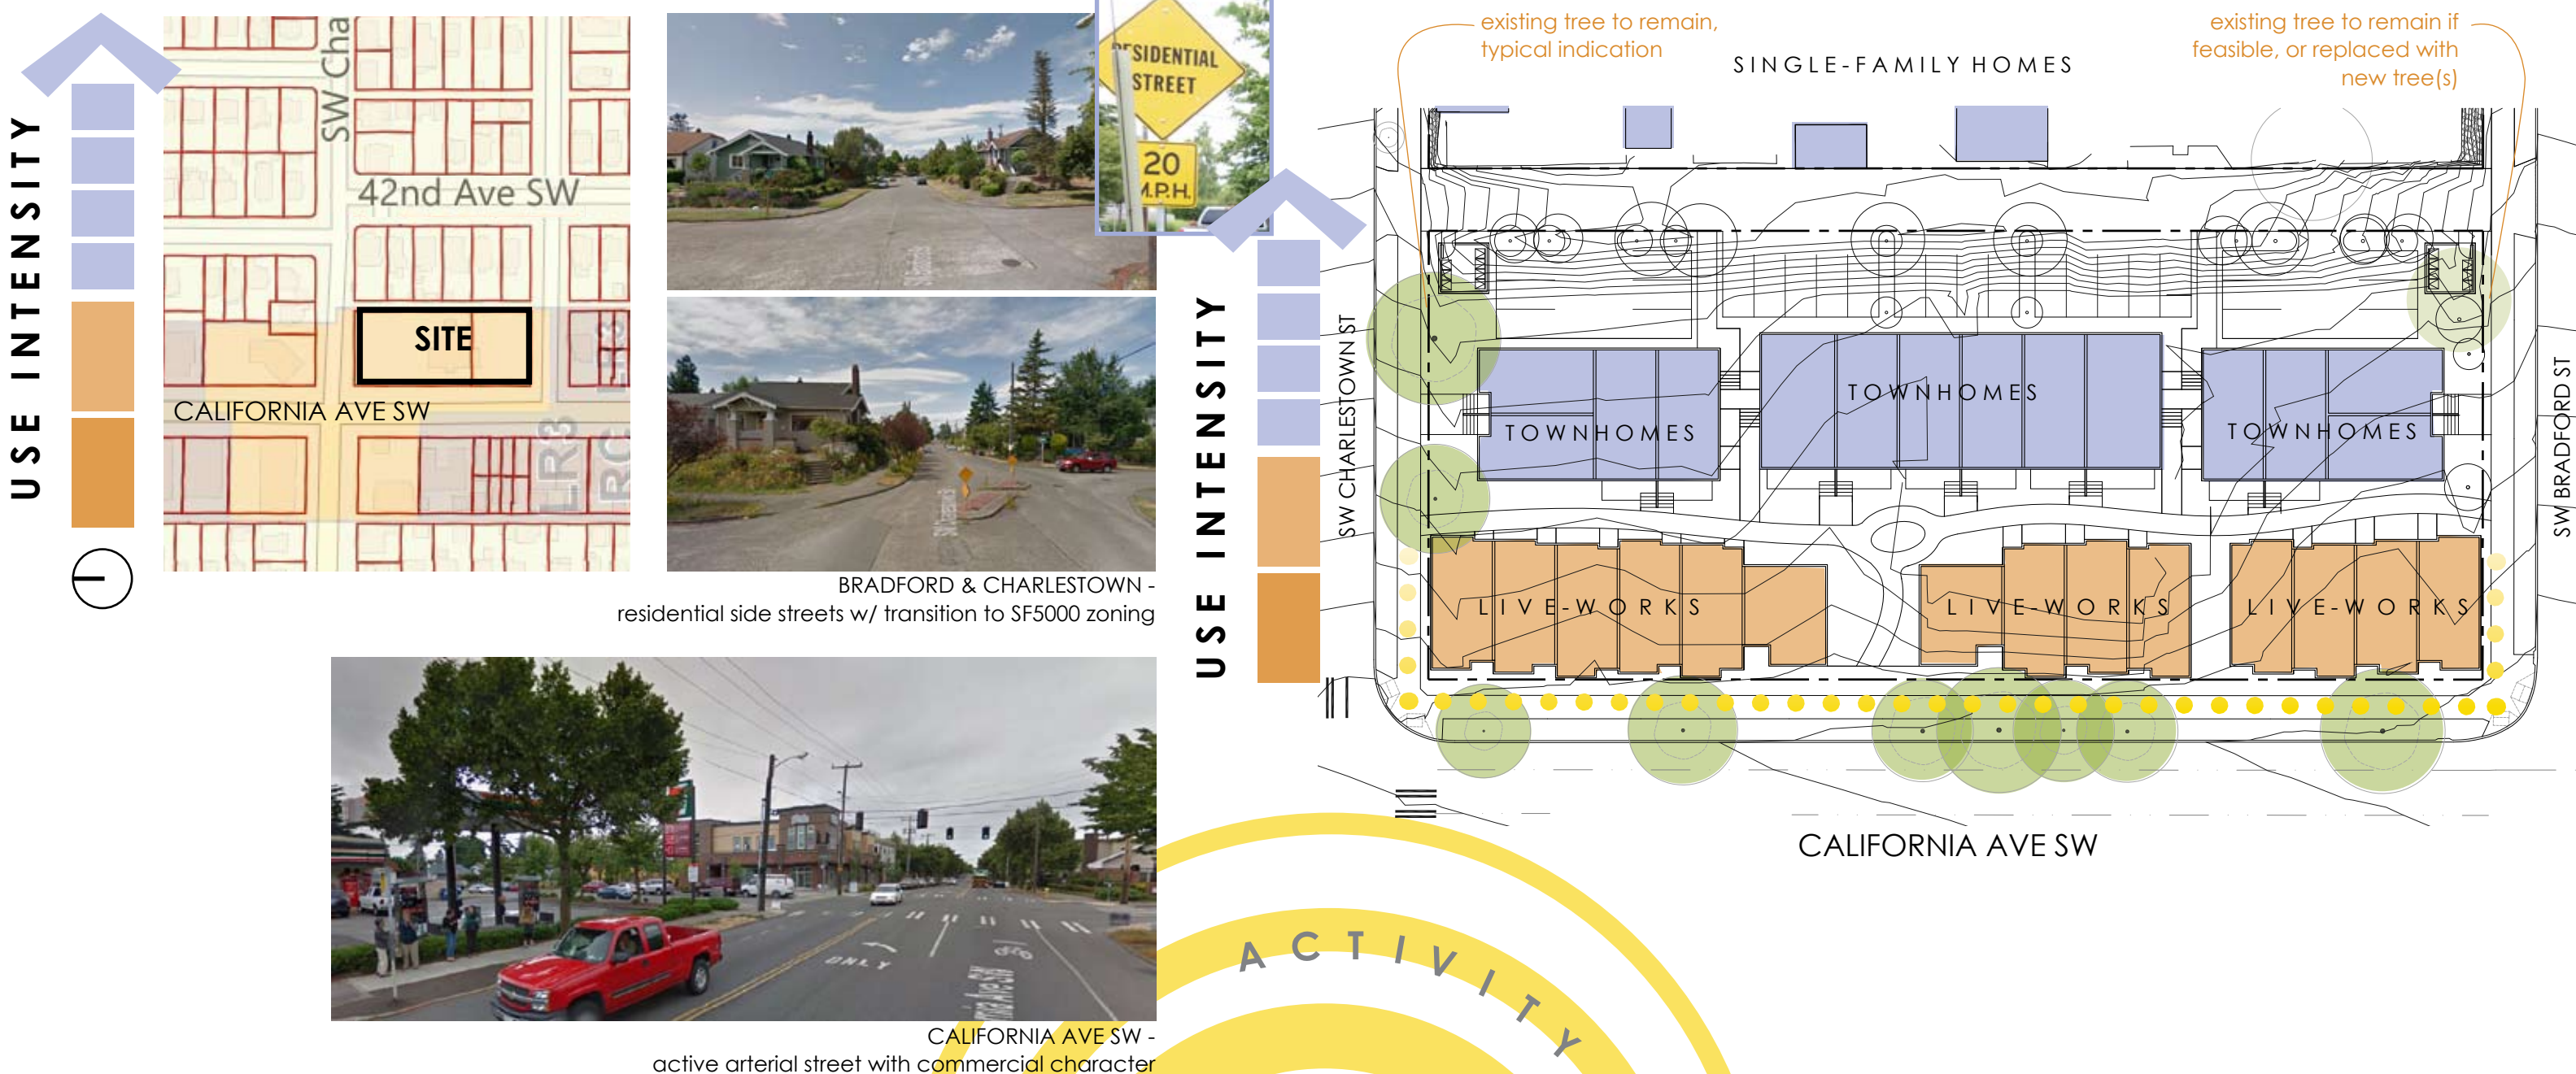 USE INTENSITY
SW Cha
42nd Ave SW
SITE
CALIFORNIA AVE SW
LR3
RC
LR3
RESIDENTIAL
STREET
20
M.P.H.
BRADFORD & CHARLESTOWN -
residential side streets w/ transition to SF5000 zoning
ONLY
CALIFORNIA AVE SW -
active arterial street with commercial character
USE INTENSITY
existing tree to remain,
typical indication
SINGLE-FAMILY HOMES
existing tree to remain if
feasible, or replaced with
new tree(s)
SW CHARLESTOWN ST
TOWNHOMES
TOWNHOMES
TOWNHOMES
SW BRADFORD ST
LIVE-WORKS
LIVE-WORKS
LIVE-WORKS
CALIFORNIA AVE SW
ACTIVITY